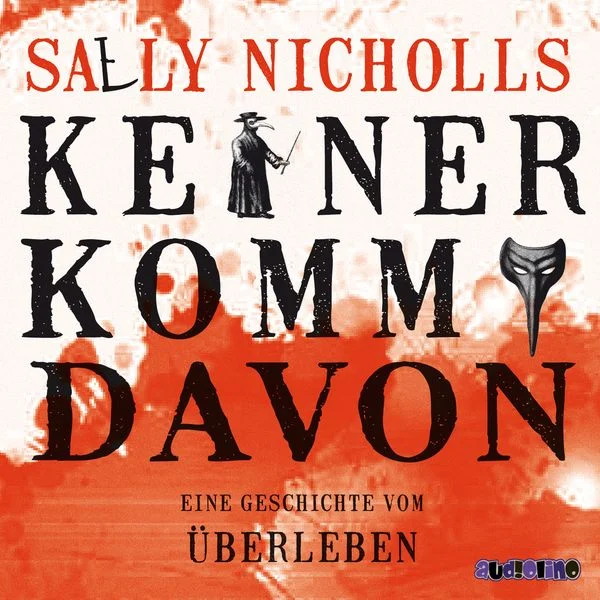 SALLY NICHOLLS
KEINER
KOMMT
DAVON
EINE GESCHICHTE VOM
ÜBERLEBEN
audiolino